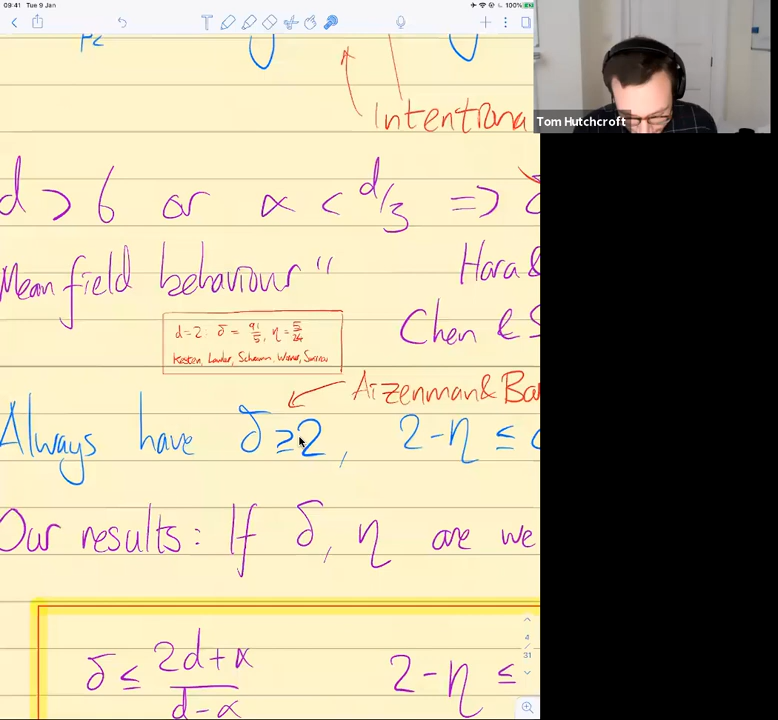 09:41 Tue 9 Jan
100%
Intentiona
Tom Hutchcroft
d > 6 or α < d/3 =>
Mean field behaviour" Hara &
d=2: δ = 91/5, η = 5/24
Kesten, Lawler, Schramm, Werner, Smirnov
Chen & S
Aizenman & Ba
Always have δ ≥ 2, 2-η ≤
Our results: If δ, η are we
δ ≤ (2d+α)/(d-α) 2-η ≤
4
/
31